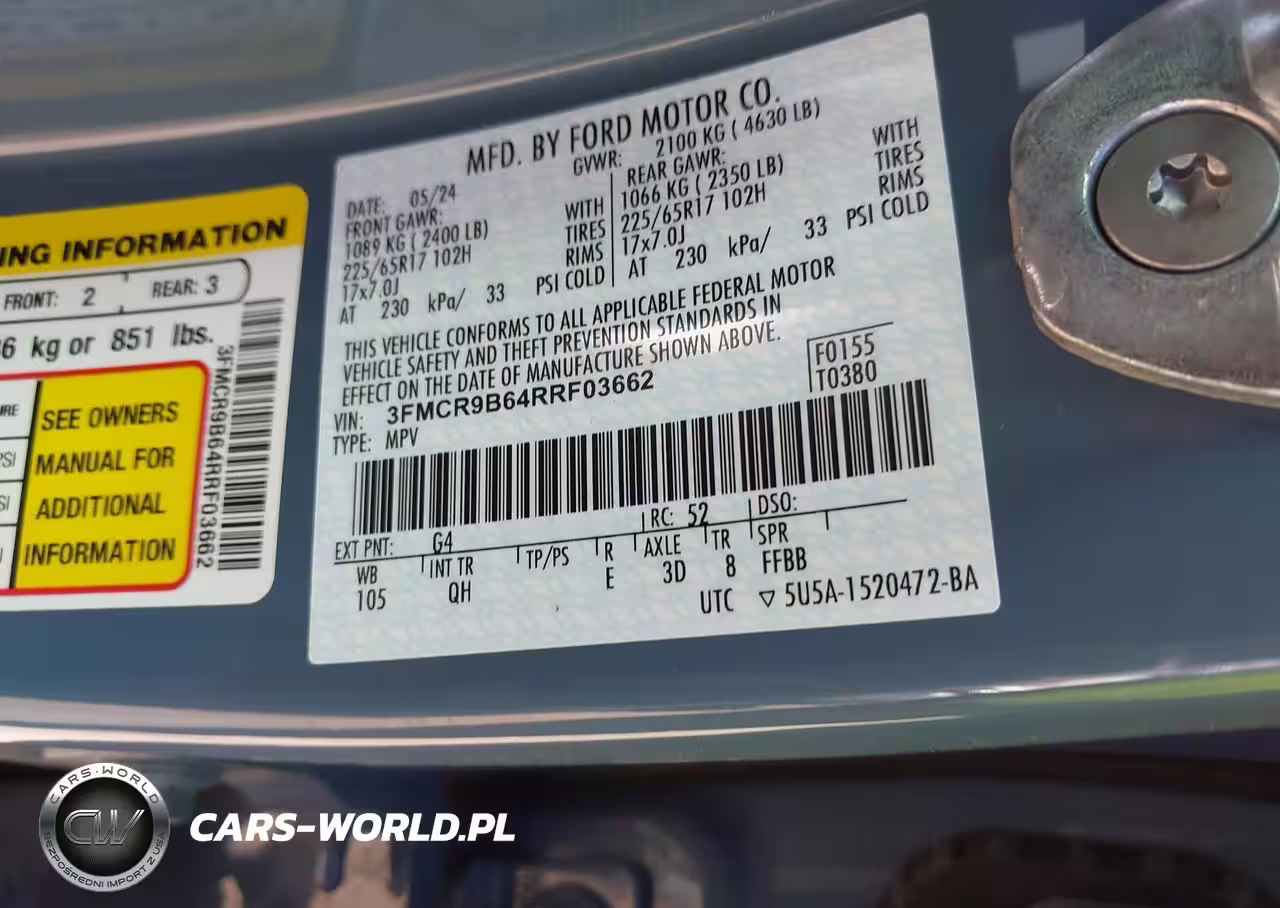 MFD. BY FORD MOTOR CO.
DATE: 05/24 GVWR: 2100 KG ( 4630 LB)
FRONT GAWR: REAR GAWR:
1089 KG ( 2400 LB) WITH 1066 KG ( 2350 LB) WITH
225/65R17 102H TIRES 225/65R17 102H TIRES
17x7.0J RIMS 17x7.0J RIMS
AT 230 kPa/ 33 PSI COLD AT 230 kPa/ 33 PSI COLD
THIS VEHICLE CONFORMS TO ALL APPLICABLE FEDERAL MOTOR
VEHICLE SAFETY AND THEFT PREVENTION STANDARDS IN
EFFECT ON THE DATE OF MANUFACTURE SHOWN ABOVE.
VIN: 3FMCR9B64RRF03662 F0155
TYPE: MPV T0380
EXT PNT: G4 RC: 52 DSO:
WB INT TR TP/PS R AXLE TR SPR
105 QH E 3D 8 FFBB
UTC ▽ 5U5A-1520472-BA
ING INFORMATION
FRONT: 2 REAR: 3
6 kg or 851 lbs.
SEE OWNERS
MANUAL FOR
ADDITIONAL
INFORMATION
3FMCR9B64RRF03662
CARS-WORLD
CW
BEZPOŚREDNI IMPORT Z USA
CARS-WORLD.PL